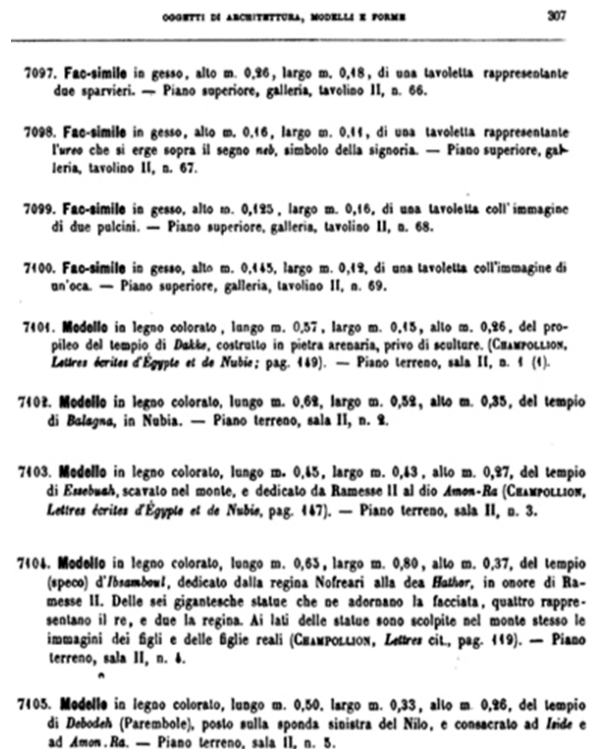 OGGETTI DI ARCHITETTURA, MODELLI E FORME 307
7097. Fac-simile in gesso, alto m. 0,26, largo m. 0,18, di una tavoletta rappresentante
due sparvieri. — Piano superiore, galleria, tavolino II, n. 66.
7098. Fac-simile in gesso, alto m. 0,16, largo m. 0,11, di una tavoletta rappresentante
l'ureo che si erge sopra il segno neb, simbolo della signoria. — Piano superiore, gal-
leria, tavolino II, n. 67.
7099. Fac-simile in gesso, alto m. 0,125, largo m. 0,16, di una tavoletta coll'immagine
di due pulcini. — Piano superiore, galleria, tavolino II, n. 68.
7100. Fac-simile in gesso, alto m. 0,145, largo m. 0,12, di una tavoletta coll'immagine di
un'oca. — Piano superiore, galleria, tavolino II, n. 69.
7101. Modello in legno colorato, lungo m. 0,57, largo m. 0,15, alto m. 0,26, del pro-
pileo del tempio di Dakke, costrutto in pietra arenaria, privo di sculture. (CHAMPOLLION,
Lettres écrites d'Égypte et de Nubie; pag. 149). — Piano terreno, sala II, n. 1 (1).
7102. Modello in legno colorato, lungo m. 0,62, largo m. 0,52, alto m. 0,35, del tempio
di Balagna, in Nubia. — Piano terreno, sala II, n. 2.
7103. Modello in legno colorato, lungo m. 0,45, largo m. 0,43, alto m. 0,27, del tempio
di Essebuah, scavato nel monte, e dedicato da Ramesse II al dio Amon-Ra (CHAMPOLLION,
Lettres écrites d'Égypte et de Nubie, pag. 147). — Piano terreno, sala II, n. 3.
7104. Modello in legno colorato, lungo m. 0,65, largo m. 0,80, alto m. 0,37, del tempio
(speco) d'Ibsamboul, dedicato dalla regina Nofreari alla dea Hathor, in onore di Ra-
messe II. Delle sei gigantesche statue che ne adornano la facciata, quattro rappre-
sentano il re, e due la regina. Ai lati delle statue sono scolpite nel monte stesso le
immagini dei figli e delle figlie reali (CHAMPOLLION, Lettres cit., pag. 119). — Piano
terreno, sala II, n. 4.
7105. Modello in legno colorato, lungo m. 0,50, largo m. 0,33, alto m. 0,26, del tempio
di Debodeh (Parembole), posto sulla sponda sinistra del Nilo, e consacrato ad Iside e
ad Amon.Ra. — Piano terreno, sala II, n. 5.